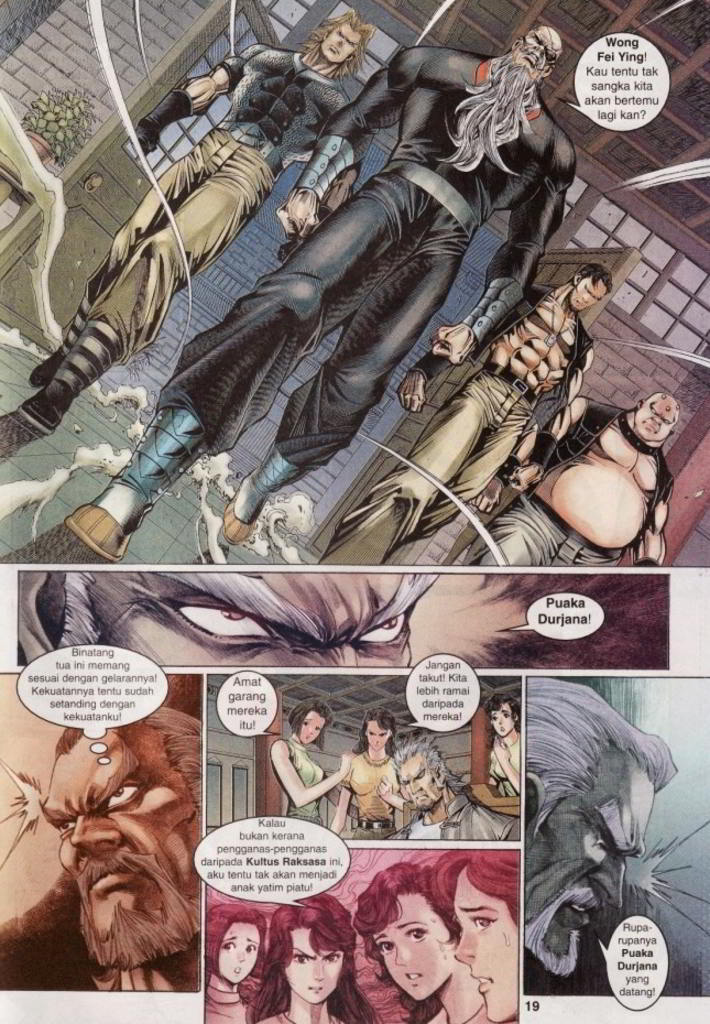 Wong
Fei Ying!
Kau tentu tak
sangka kita
akan bertemu
lagi kan?
Puaka
Durjana!
Binatang
tua ini memang
sesuai dengan gelarannya!
Kekuatannya tentu sudah
setanding dengan
kekuatanku!
Amat
garang
mereka
itu!
Jangan
takut! Kita
lebih ramai
daripada
mereka!
Kalau
bukan kerana
pengganas-pengganas
daripada Kultus Raksasa ini,
aku takkan menjadi
anak yatim piatu!
Rupa-
rupanya
Puaka
Durjana
yang
datang!
19